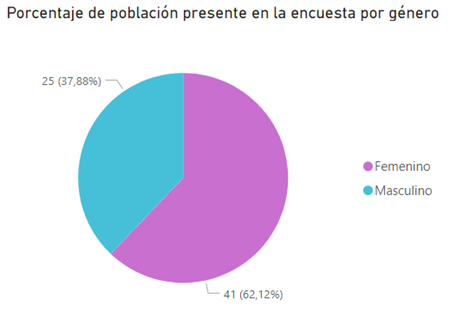 Porcentaje de población presente en la encuesta por género
25 (37,88%)
Femenino
Masculino
41 (62,12%)